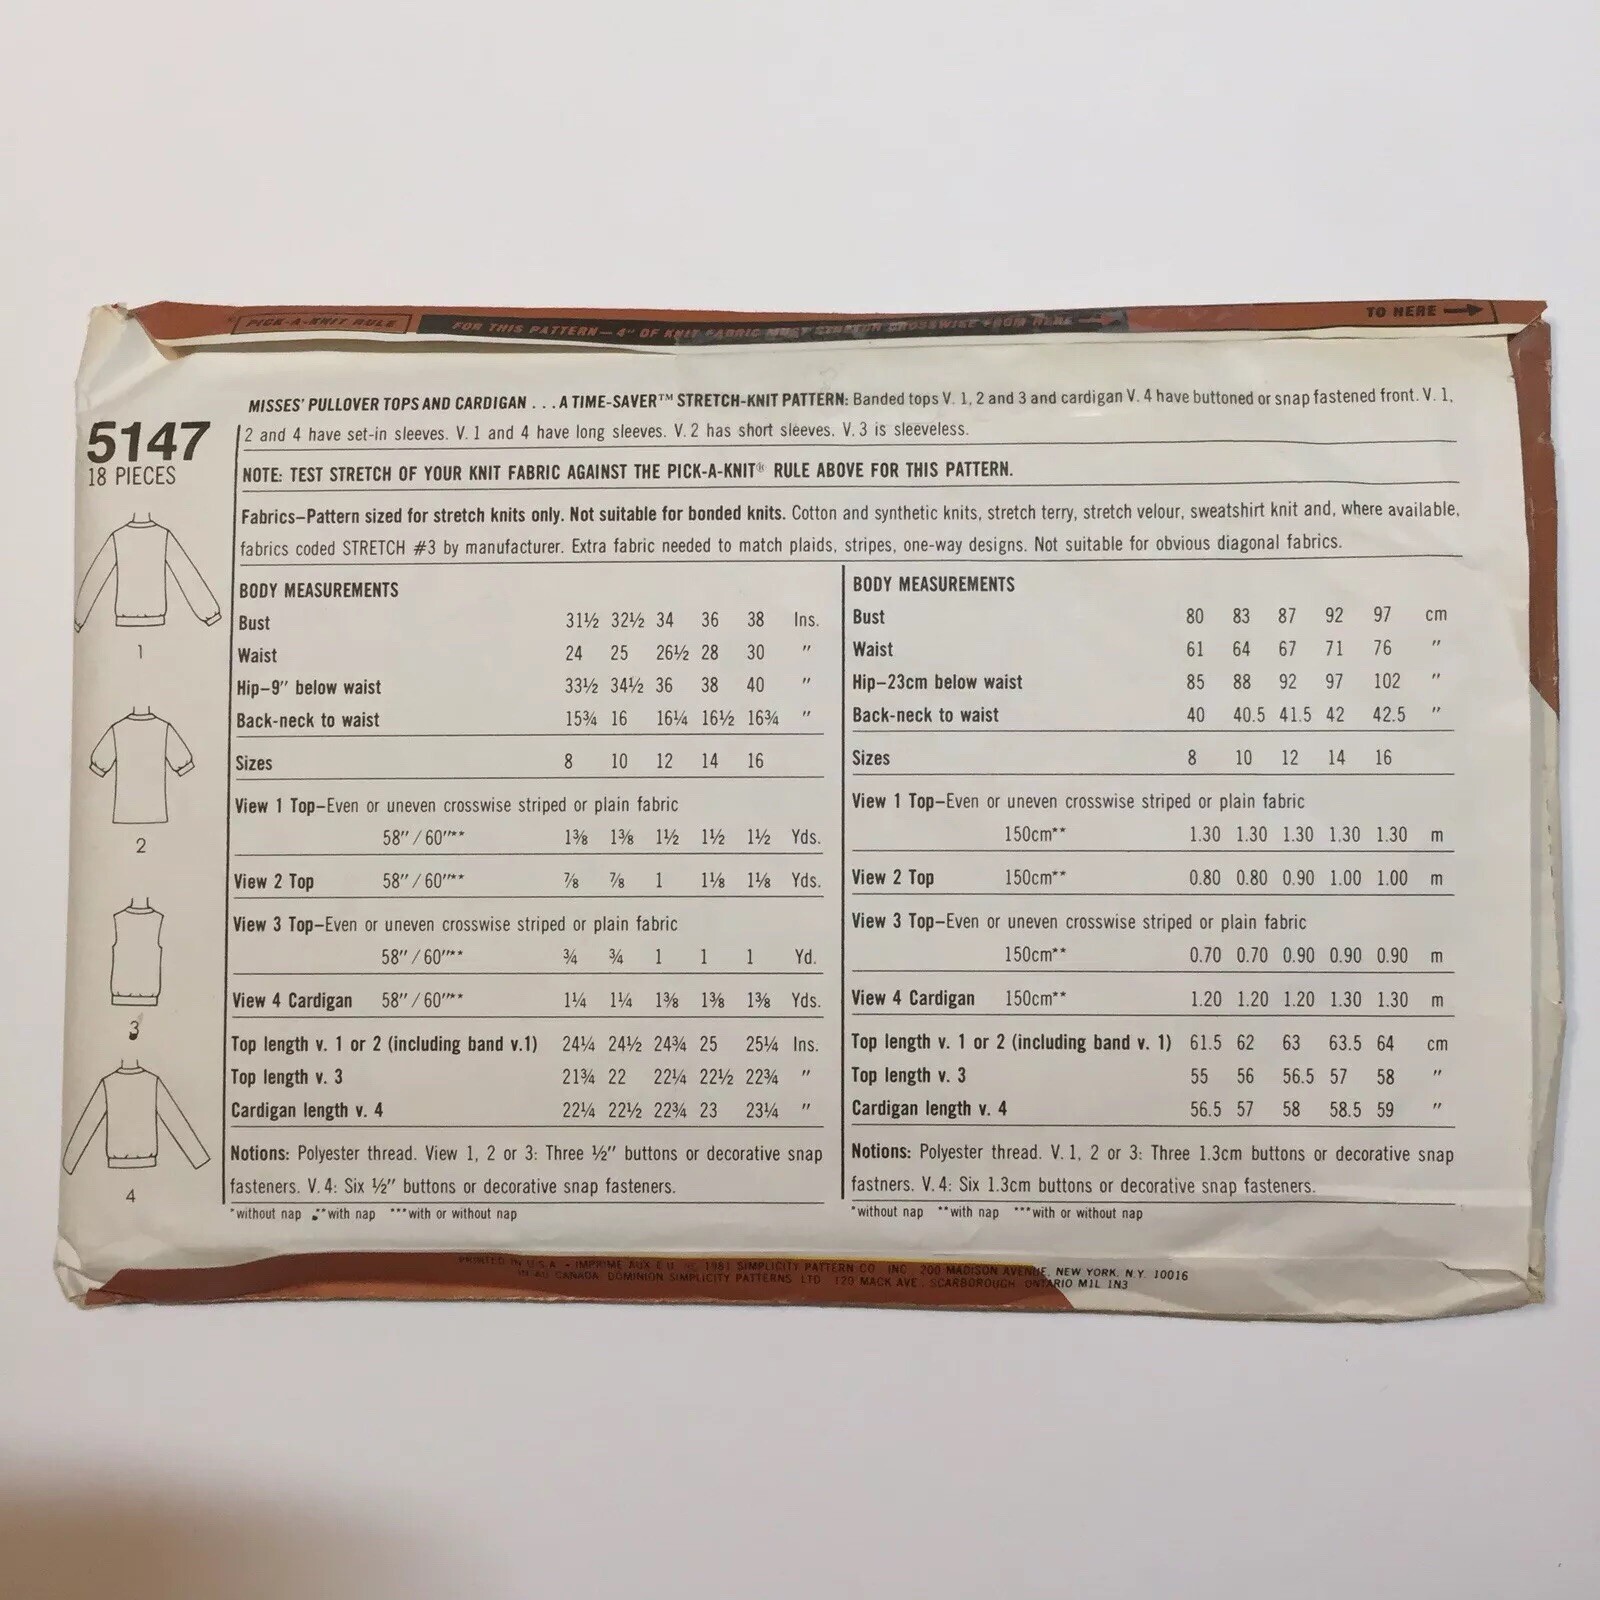 PICK-A-KNIT RULE FOR THIS PATTERN—4" OF KNIT FABRIC MUST STRETCH CROSSWISE FROM HERE TO HERE
MISSES' PULLOVER TOPS AND CARDIGAN . . . A TIME-SAVER™ STRETCH-KNIT PATTERN: Banded tops V. 1, 2 and 3 and cardigan V. 4 have buttoned or snap fastened front. V. 1,
2 and 4 have set-in sleeves. V. 1 and 4 have long sleeves. V. 2 has short sleeves. V. 3 is sleeveless.
5147
18 PIECES
NOTE: TEST STRETCH OF YOUR KNIT FABRIC AGAINST THE PICK-A-KNIT® RULE ABOVE FOR THIS PATTERN.
Fabrics—Pattern sized for stretch knits only. Not suitable for bonded knits. Cotton and synthetic knits, stretch terry, stretch velour, sweatshirt knit and, where available,
fabrics coded STRETCH #3 by manufacturer. Extra fabric needed to match plaids, stripes, one-way designs. Not suitable for obvious diagonal fabrics.
1
2
3
4
BODY MEASUREMENTS
Bust 31½ 32½ 34 36 38 Ins.
Waist 24 25 26½ 28 30 "
Hip—9" below waist 33½ 34½ 36 38 40 "
Back-neck to waist 15¾ 16 16¼ 16½ 16¾ "
Sizes 8 10 12 14 16
View 1 Top—Even or uneven crosswise striped or plain fabric
58"/60"** 1⅜ 1⅜ 1½ 1½ 1½ Yds.
View 2 Top 58"/60"** ⅞ ⅞ 1 1⅛ 1⅛ Yds.
View 3 Top—Even or uneven crosswise striped or plain fabric
58"/60"** ¾ ¾ 1 1 1 Yd.
View 4 Cardigan 58"/60"** 1¼ 1¼ 1⅜ 1⅜ 1⅜ Yds.
Top length v. 1 or 2 (including band v.1) 24¼ 24½ 24¾ 25 25¼ Ins.
Top length v. 3 21¾ 22 22¼ 22½ 22¾ "
Cardigan length v. 4 22¼ 22½ 22¾ 23 23¼ "
Notions: Polyester thread. View 1, 2 or 3: Three ½" buttons or decorative snap
fasteners. V. 4: Six ½" buttons or decorative snap fasteners.
*without nap **with nap ***with or without nap
BODY MEASUREMENTS
Bust 80 83 87 92 97 cm
Waist 61 64 67 71 76 "
Hip—23cm below waist 85 88 92 97 102 "
Back-neck to waist 40 40.5 41.5 42 42.5 "
Sizes 8 10 12 14 16
View 1 Top—Even or uneven crosswise striped or plain fabric
150cm** 1.30 1.30 1.30 1.30 1.30 m
View 2 Top 150cm** 0.80 0.80 0.90 1.00 1.00 m
View 3 Top—Even or uneven crosswise striped or plain fabric
150cm** 0.70 0.70 0.90 0.90 0.90 m
View 4 Cardigan 150cm** 1.20 1.20 1.20 1.30 1.30 m
Top length v. 1 or 2 (including band v. 1) 61.5 62 63 63.5 64 cm
Top length v. 3 55 56 56.5 57 58 "
Cardigan length v. 4 56.5 57 58 58.5 59 "
Notions: Polyester thread. V. 1, 2 or 3: Three 1.3cm buttons or decorative snap
fastners. V. 4: Six 1.3cm buttons or decorative snap fasteners.
*without nap **with nap ***with or without nap
PRINTED IN U.S.A. • IMPRIME AUX E.U. 1981 SIMPLICITY PATTERN CO. INC. 200 MADISON AVENUE, NEW YORK, N.Y. 10016
AU CANADA DOMINION SIMPLICITY PATTERNS LTD. 120 MACK AVE., SCARBOROUGH, ONTARIO M1L 1N3